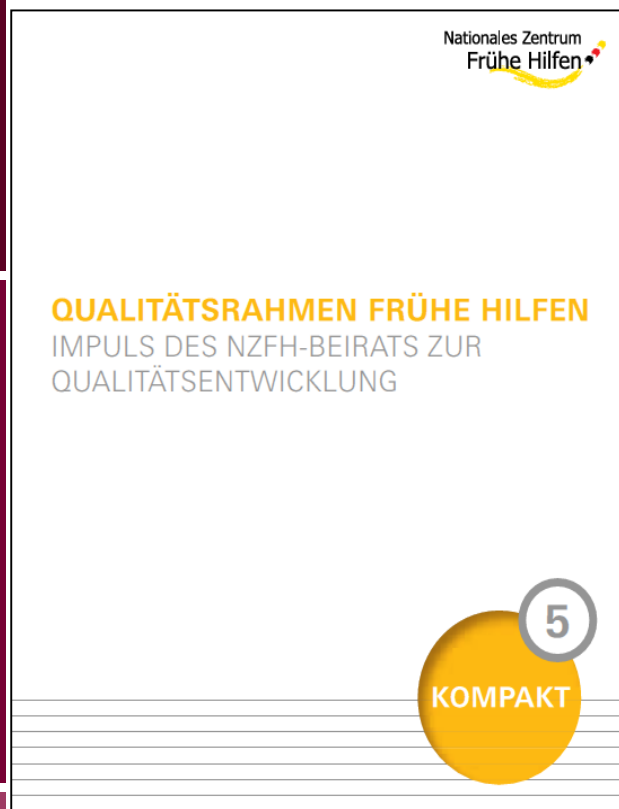 Nationales Zentrum
Frühe Hilfen
QUALITÄTSRAHMEN FRÜHE HILFEN
IMPULS DES NZFH-BEIRATS ZUR
QUALITÄTSENTWICKLUNG
5
KOMPAKT